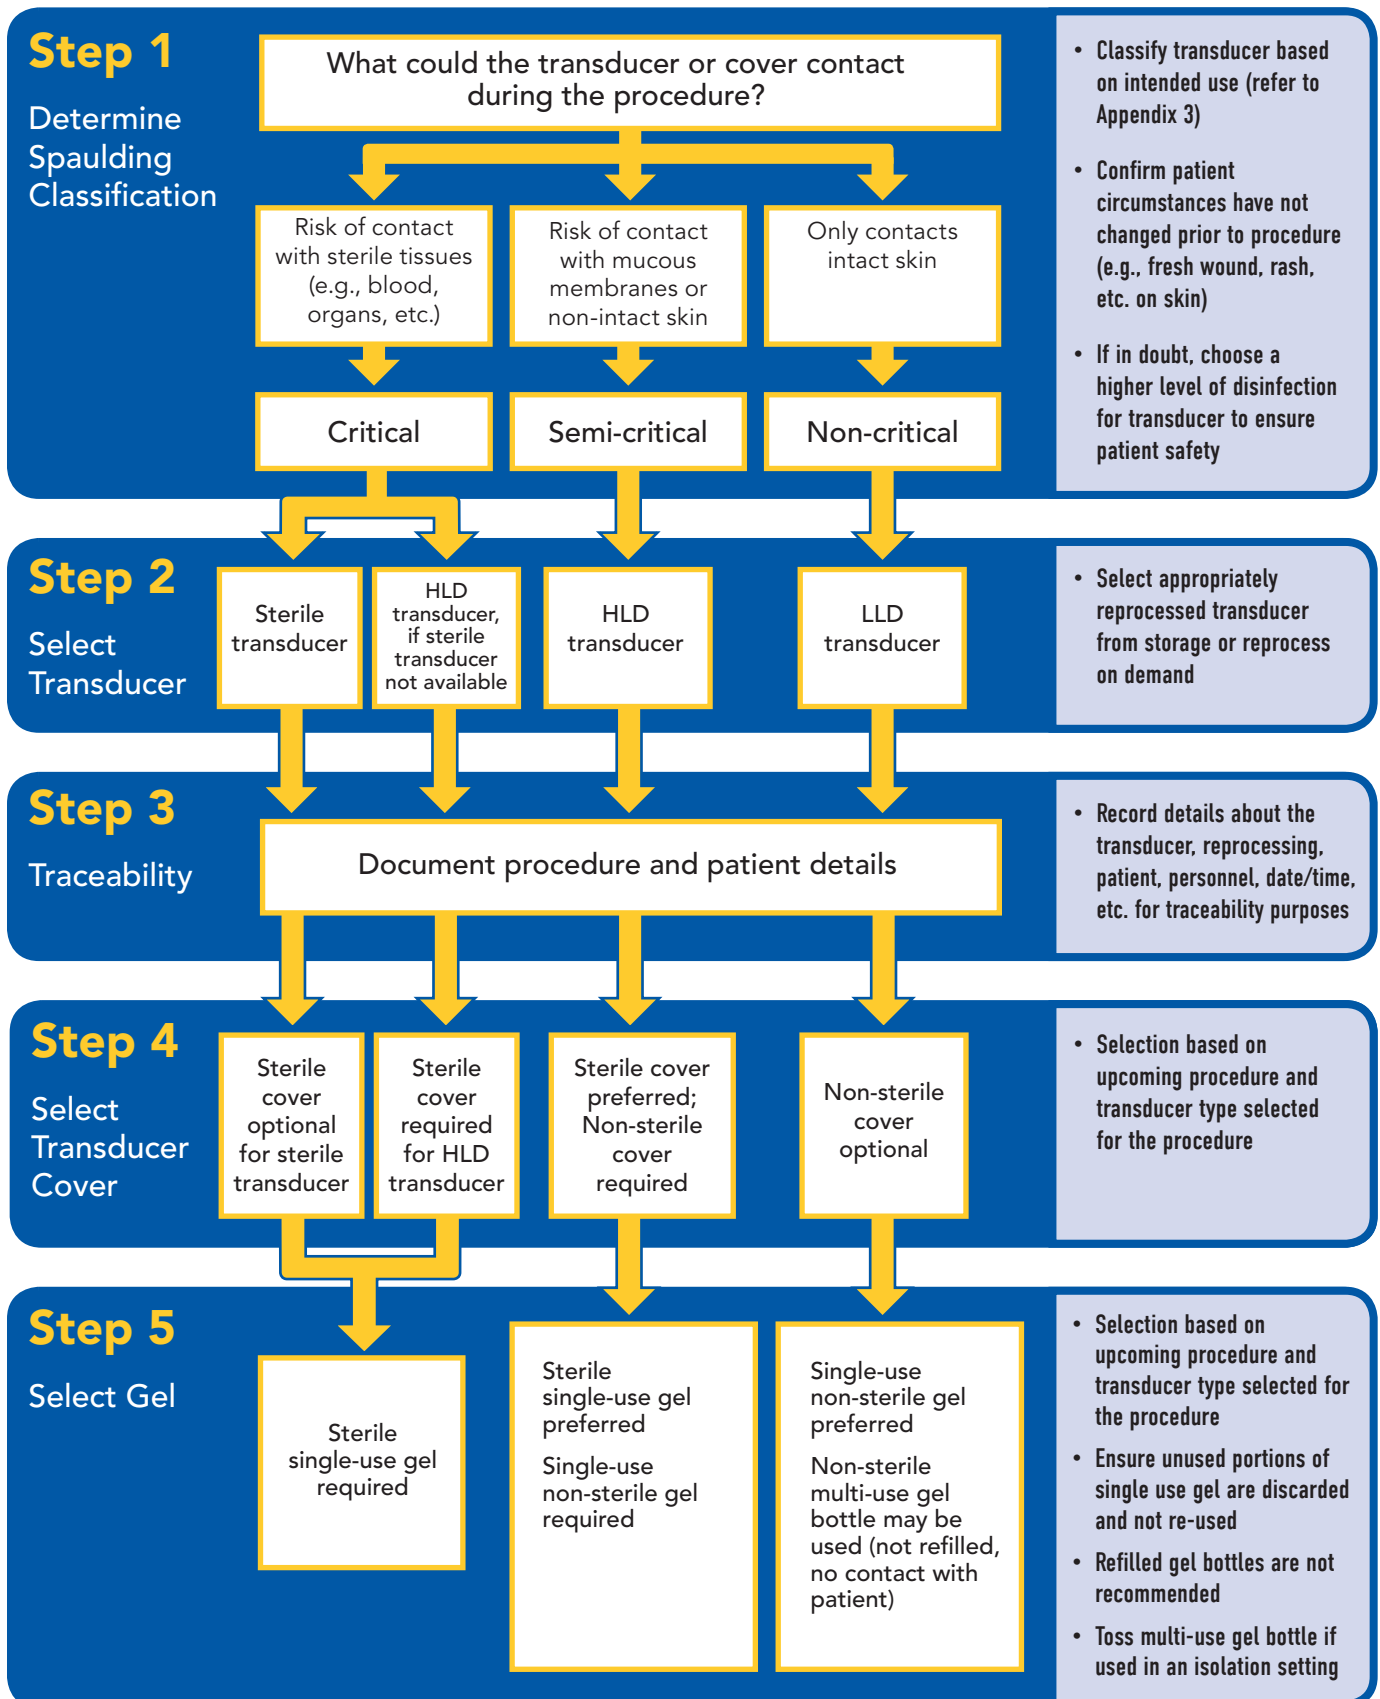 Step 1
Determine
Spaulding
Classification
What could the transducer or cover contact
during the procedure?
Risk of contact
with sterile tissues
(e.g., blood,
organs, etc.)
Risk of contact
with mucous
membranes or
non-intact skin
Only contacts
intact skin
Critical
Semi-critical
Non-critical
• Classify transducer based
on intended use (refer to
Appendix 3)
• Confirm patient
circumstances have not
changed prior to procedure
(e.g., fresh wound, rash,
etc. on skin)
• If in doubt, choose a
higher level of disinfection
for transducer to ensure
patient safety
Step 2
Select
Transducer
Sterile
transducer
HLD
transducer,
if sterile
transducer
not available
HLD
transducer
LLD
transducer
• Select appropriately
reprocessed transducer
from storage or reprocess
on demand
Step 3
Traceability
Document procedure and patient details
• Record details about the
transducer, reprocessing,
patient, personnel, date/time,
etc. for traceability purposes
Step 4
Select
Transducer
Cover
Sterile
cover
optional
for sterile
transducer
Sterile
cover
required
for HLD
transducer
Sterile cover
preferred;
Non-sterile
cover
required
Non-sterile
cover
optional
• Selection based on
upcoming procedure and
transducer type selected
for the procedure
Step 5
Select Gel
Sterile
single-use gel
required
Sterile
single-use gel
preferred
Single-use
non-sterile gel
required
Single-use
non-sterile gel
preferred
Non-sterile
multi-use gel
bottle may be
used (not refilled,
no contact with
patient)
• Selection based on
upcoming procedure and
transducer type selected for
the procedure
• Ensure unused portions of
single use gel are discarded
and not re-used
• Refilled gel bottles are not
recommended
• Toss multi-use gel bottle if
used in an isolation setting